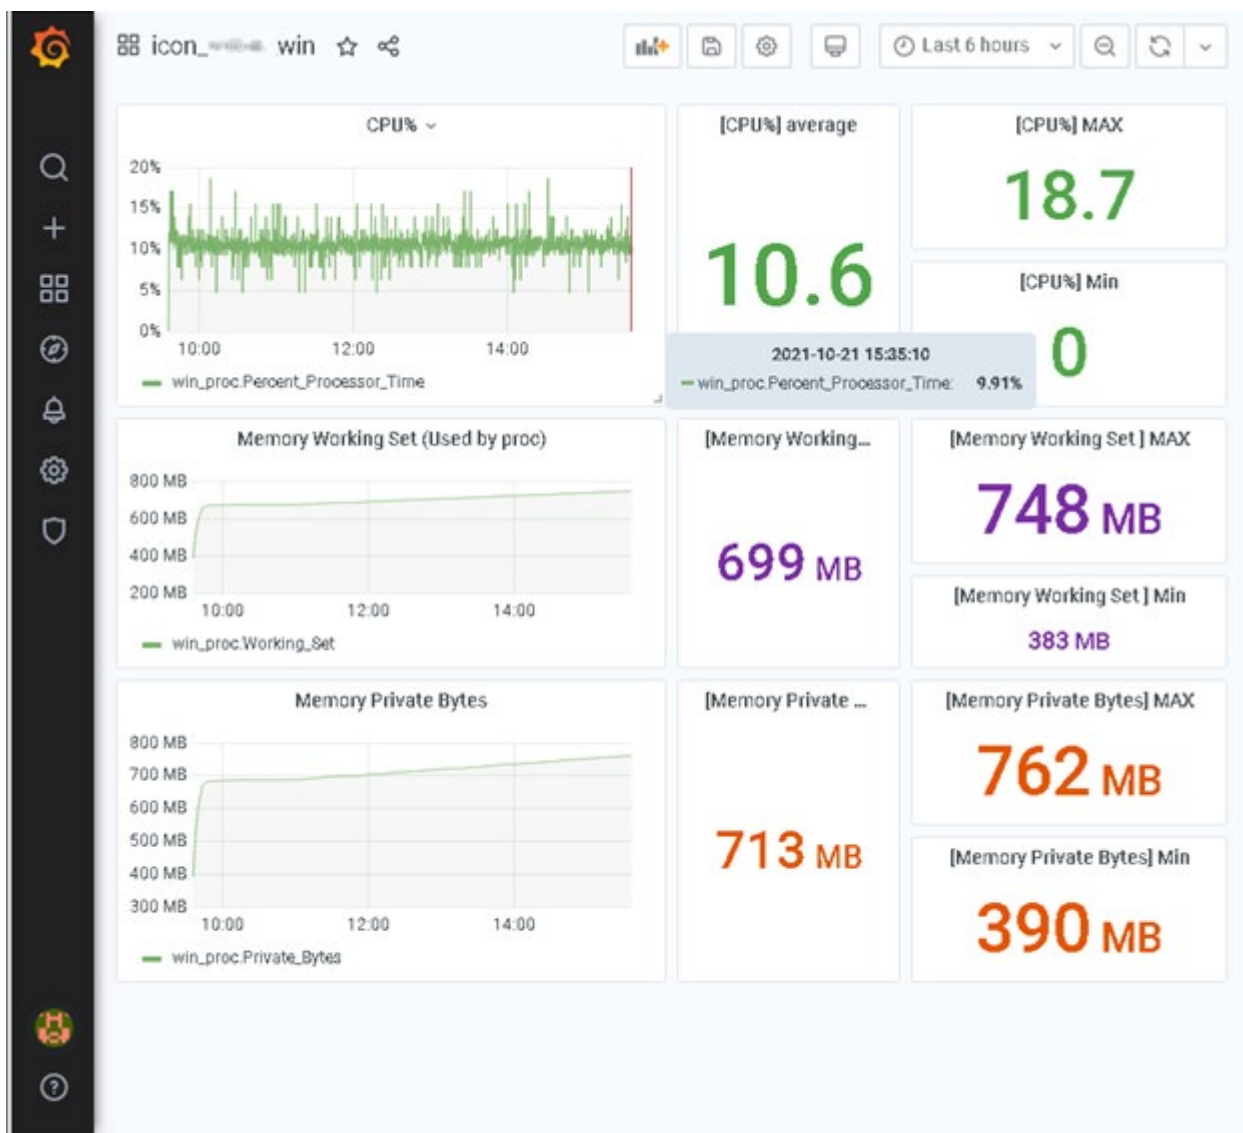 icon_ win
Last 6 hours
CPU%
20%
15%
10%
5%
0%
10:00 12:00 14:00
win_proc.Percent_Processor_Time
[CPU%] average
10.6
[CPU%] MAX
18.7
[CPU%] Min
0
2021-10-21 15:35:10
win_proc.Percent_Processor_Time: 9.91%
Memory Working Set (Used by proc)
800 MB
600 MB
400 MB
200 MB
10:00 12:00 14:00
win_proc.Working_Set
[Memory Working...
699 MB
[Memory Working Set ] MAX
748 MB
[Memory Working Set ] Min
383 MB
Memory Private Bytes
800 MB
700 MB
600 MB
500 MB
400 MB
300 MB
10:00 12:00 14:00
win_proc.Private_Bytes
[Memory Private ...
713 MB
[Memory Private Bytes] MAX
762 MB
[Memory Private Bytes] Min
390 MB